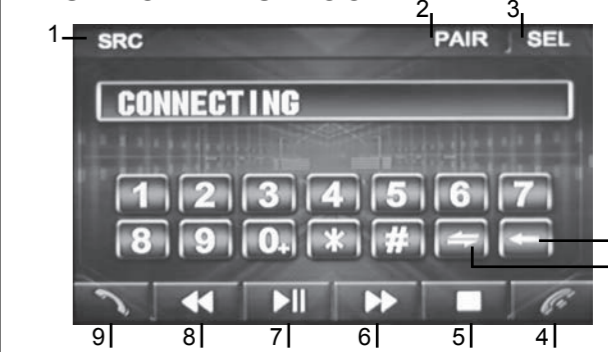 2 3
1 SRC PAIR SEL
CONNECTING
1 2 3 4 5 6 7
8 9 0+ * #
9 8 7 6 5 4